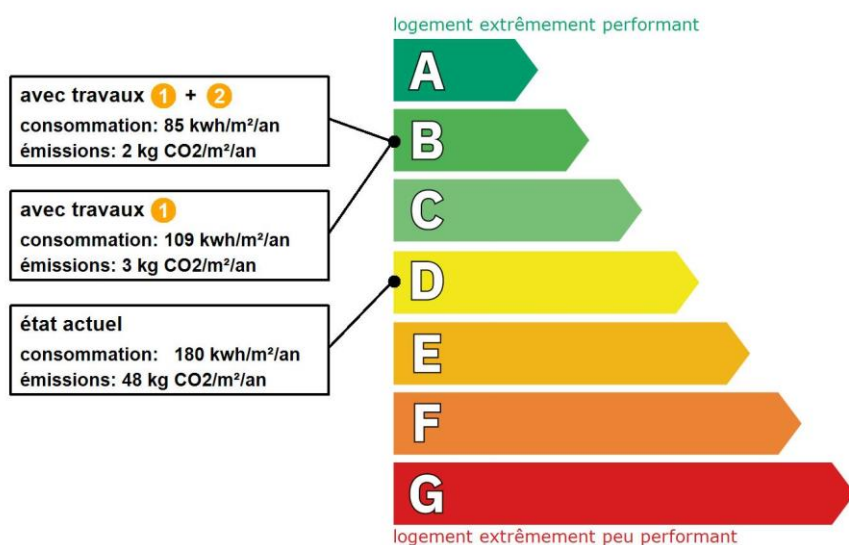 logement extrêmement performant
A
avec travaux 1 + 2
consommation: 85 kwh/m²/an
émissions: 2 kg CO2/m²/an
B
avec travaux 1
consommation: 109 kwh/m²/an
émissions: 3 kg CO2/m²/an
C
D
état actuel
consommation: 180 kwh/m²/an
émissions: 48 kg CO2/m²/an
E
F
G
logement extrêmement peu performant